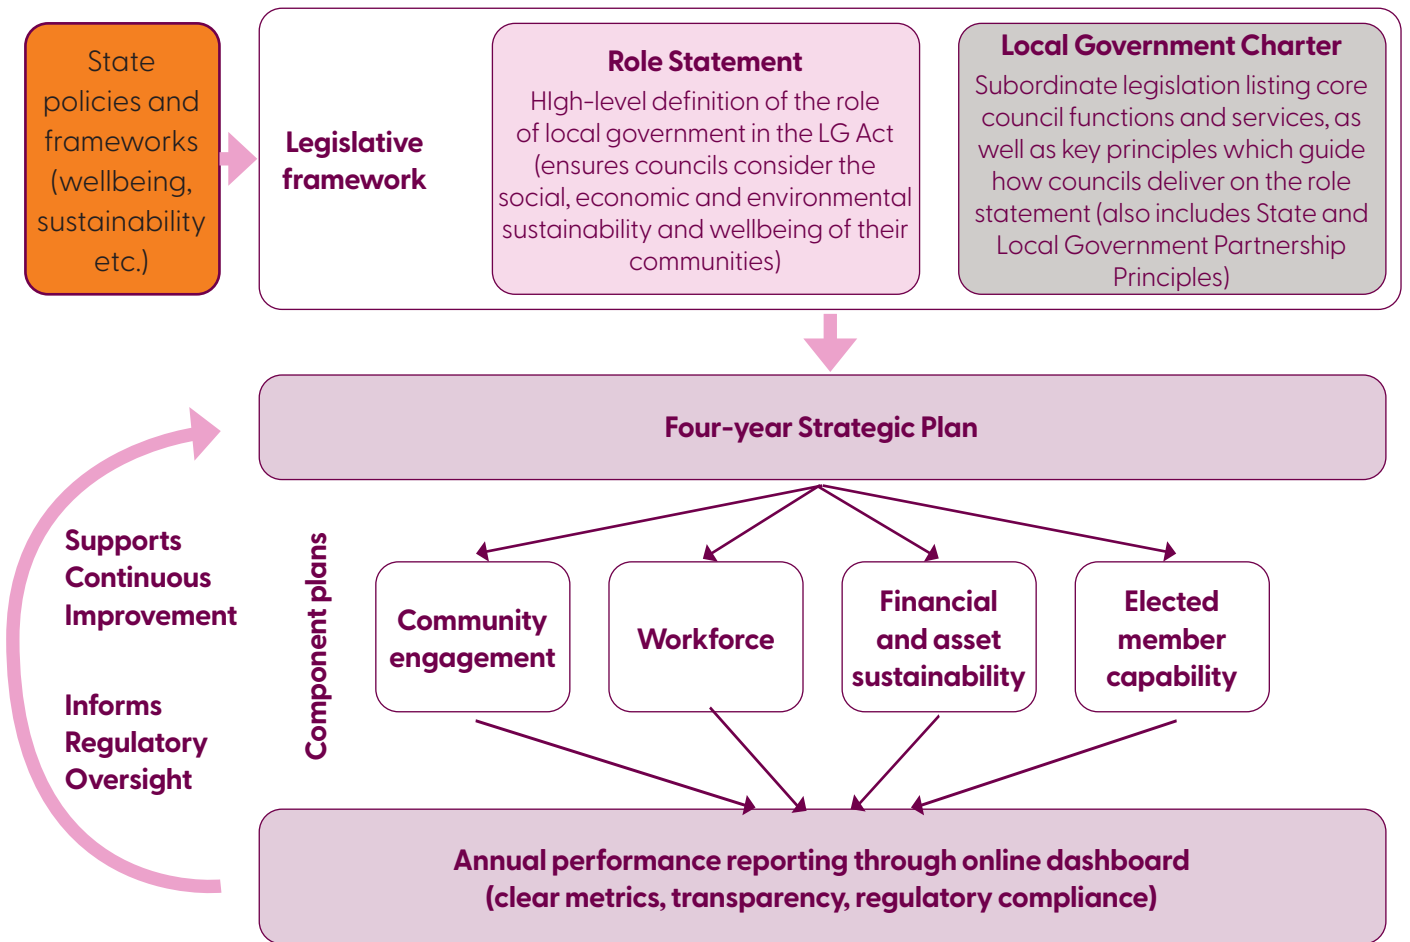 State
policies and
frameworks
(wellbeing,
sustainability
etc.)
Legislative
framework
Role Statement
HIgh-level definition of the role
of local government in the LG Act
(ensures councils consider the
social, economic and environmental
sustainability and wellbeing of their
communities)
Local Government Charter
Subordinate legislation listing core
council functions and services, as
well as key principles which guide
how councils deliver on the role
statement (also includes State and
Local Government Partnership
Principles)
Four-year Strategic Plan
Supports
Continuous
Improvement
Informs
Regulatory
Oversight
Component plans
Community
engagement
Workforce
Financial
and asset
sustainability
Elected
member
capability
Annual performance reporting through online dashboard
(clear metrics, transparency, regulatory compliance)